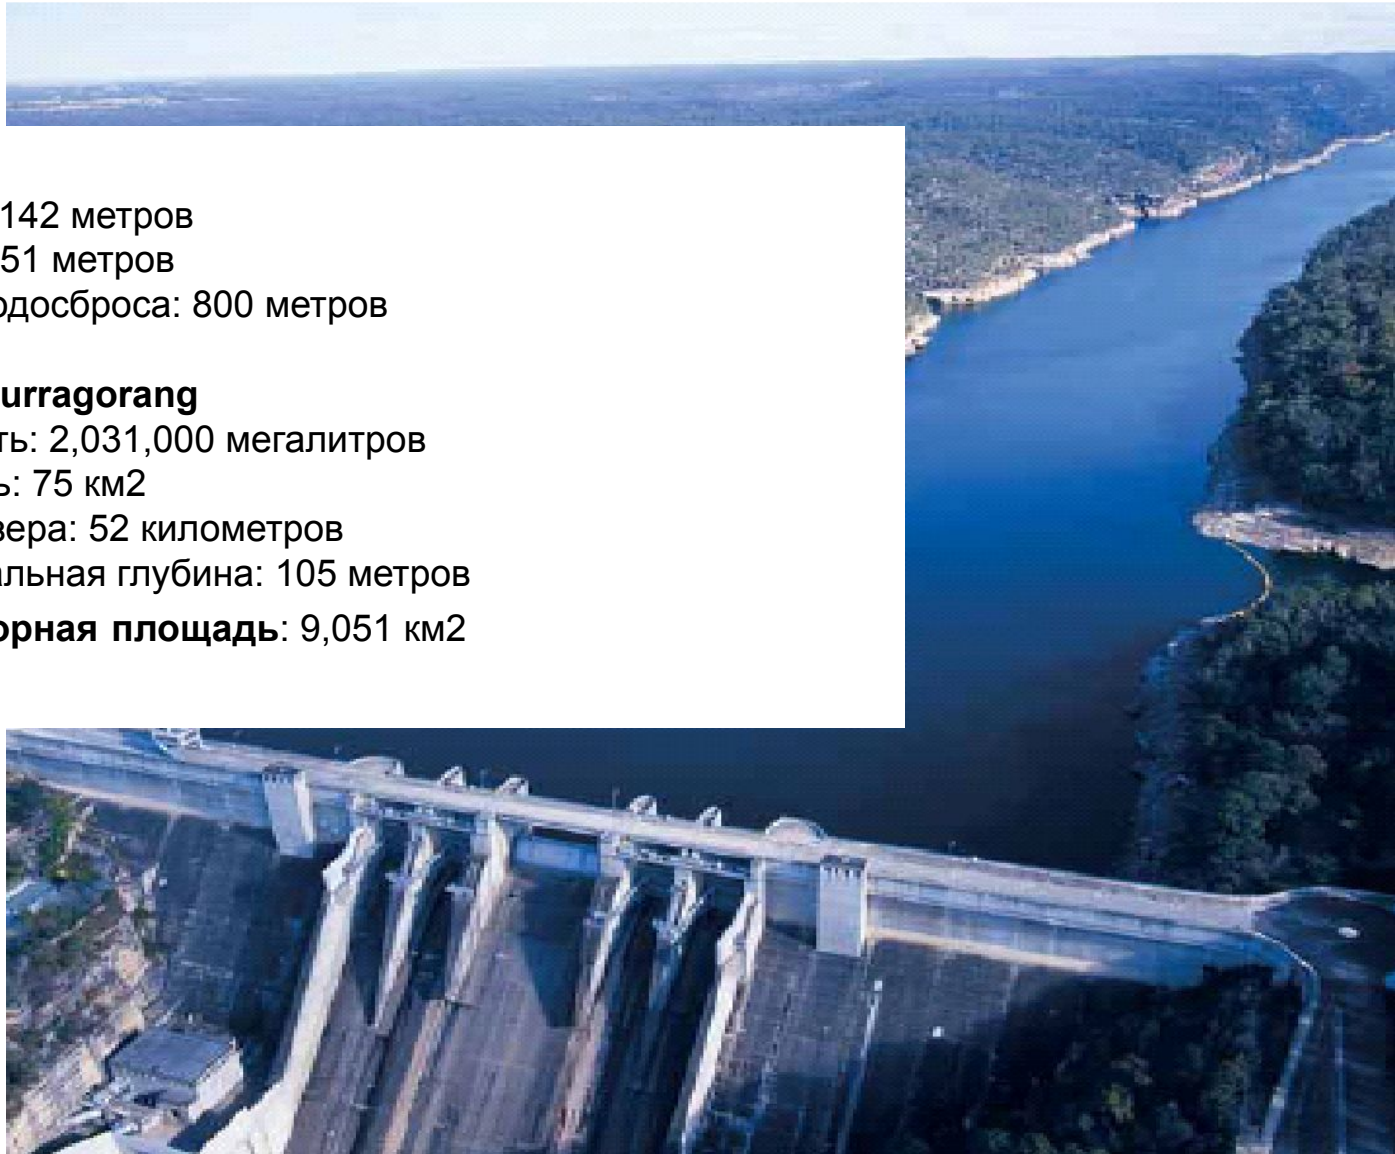 142 метров
51 метров
одосброса: 800 метров
urragorang
ть: 2,031,000 мегалитров
ь: 75 км2
зера: 52 километров
альная глубина: 105 метров
орная площадь: 9,051 км2